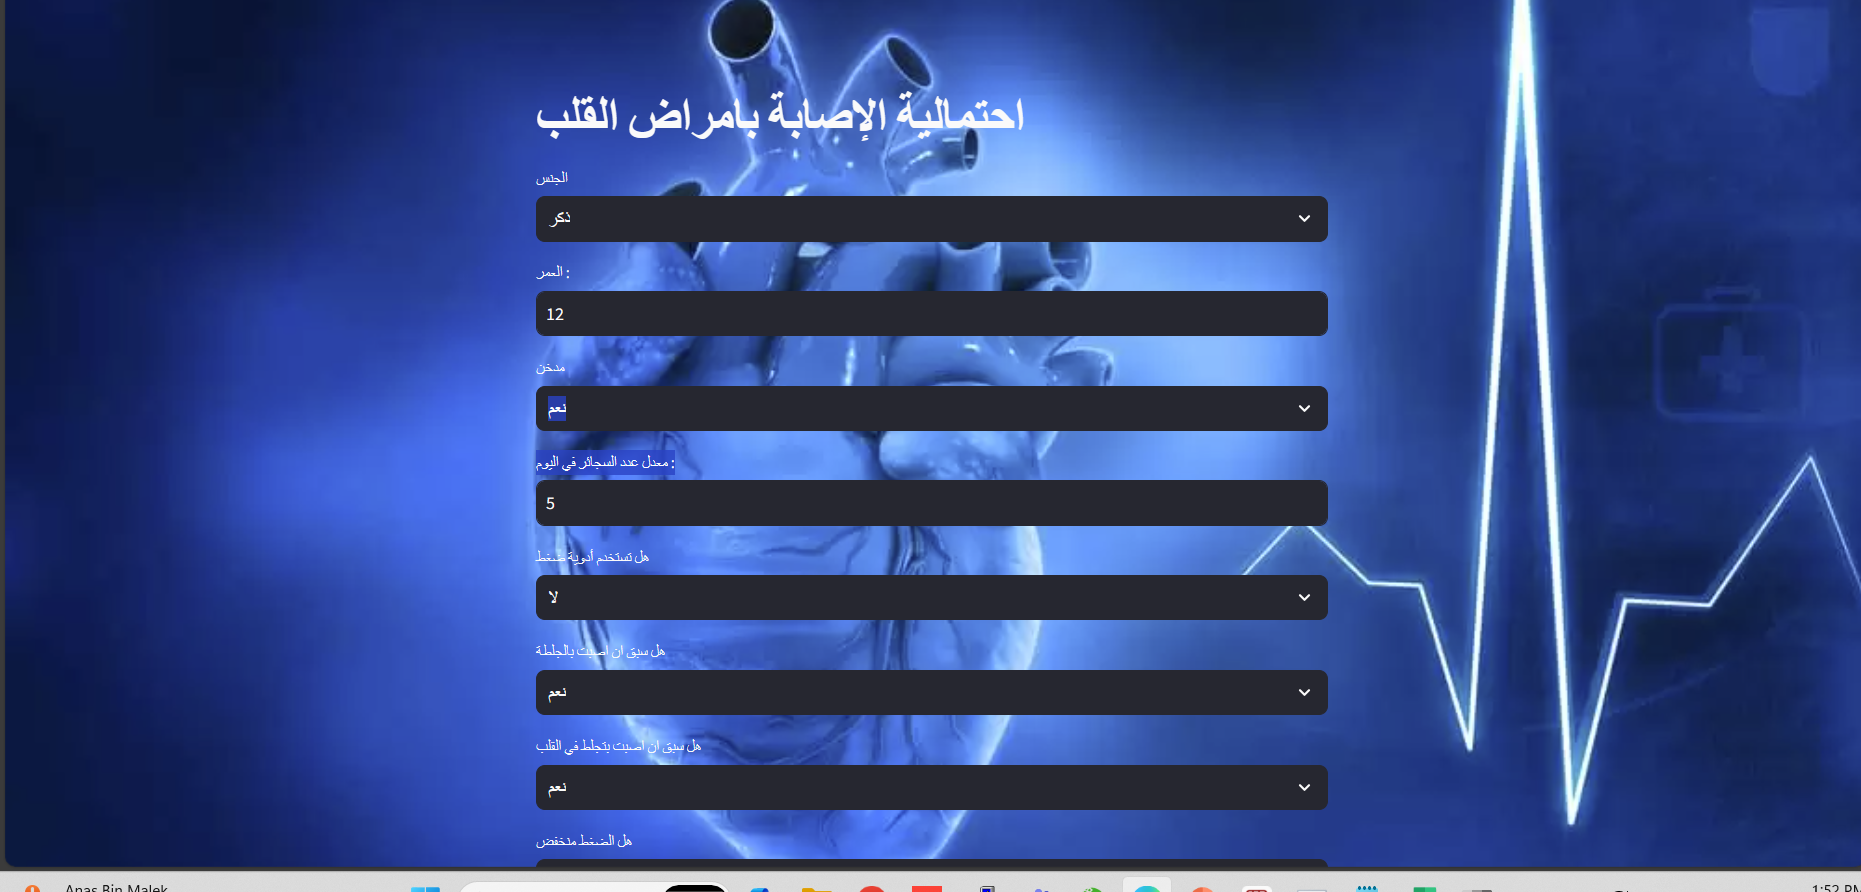 احتمالية الإصابة بامراض القلب
الجنس
ذكر
العمر :
12
مدخن
نعم
معدل عدد السجائر في اليوم :
5
هل تستخدم أدوية ضغط
لا
هل سبق ان اصبت بالجلطة
نعم
هل سبق ان اصبت بتجلط في القلب
نعم
هل الضغط منخفض
Anas Bin Malek
1:52 PM